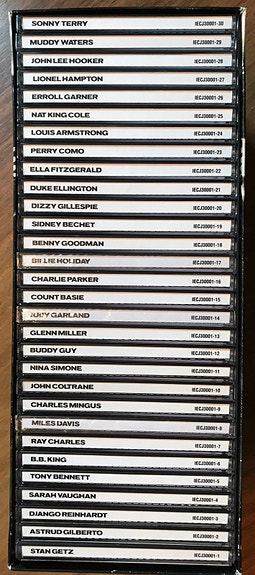 SONNY TERRY IECJ30001-30
MUDDY WATERS IECJ30001-29
JOHN LEE HOOKER IECJ30001-28
LIONEL HAMPTON IECJ30001-27
ERROLL GARNER IECJ30001-26
NAT KING COLE IECJ30001-25
LOUIS ARMSTRONG IECJ30001-24
PERRY COMO IECJ30001-23
ELLA FITZGERALD IECJ30001-22
DUKE ELLINGTON IECJ30001-21
DIZZY GILLESPIE IECJ30001-20
SIDNEY BECHET IECJ30001-19
BENNY GOODMAN IECJ30001-18
BILLIE HOLIDAY IECJ30001-17
CHARLIE PARKER IECJ30001-16
COUNT BASIE IECJ30001-15
JUDY GARLAND IECJ30001-14
GLENN MILLER IECJ30001-13
BUDDY GUY IECJ30001-12
NINA SIMONE IECJ30001-11
JOHN COLTRANE IECJ30001-10
CHARLES MINGUS IECJ30001-9
MILES DAVIS IECJ30001-8
RAY CHARLES IECJ30001-7
B.B. KING IECJ30001-6
TONY BENNETT IECJ30001-5
SARAH VAUGHAN IECJ30001-4
DJANGO REINHARDT IECJ30001-3
ASTRUD GILBERTO IECJ30001-2
STAN GETZ IECJ30001-1